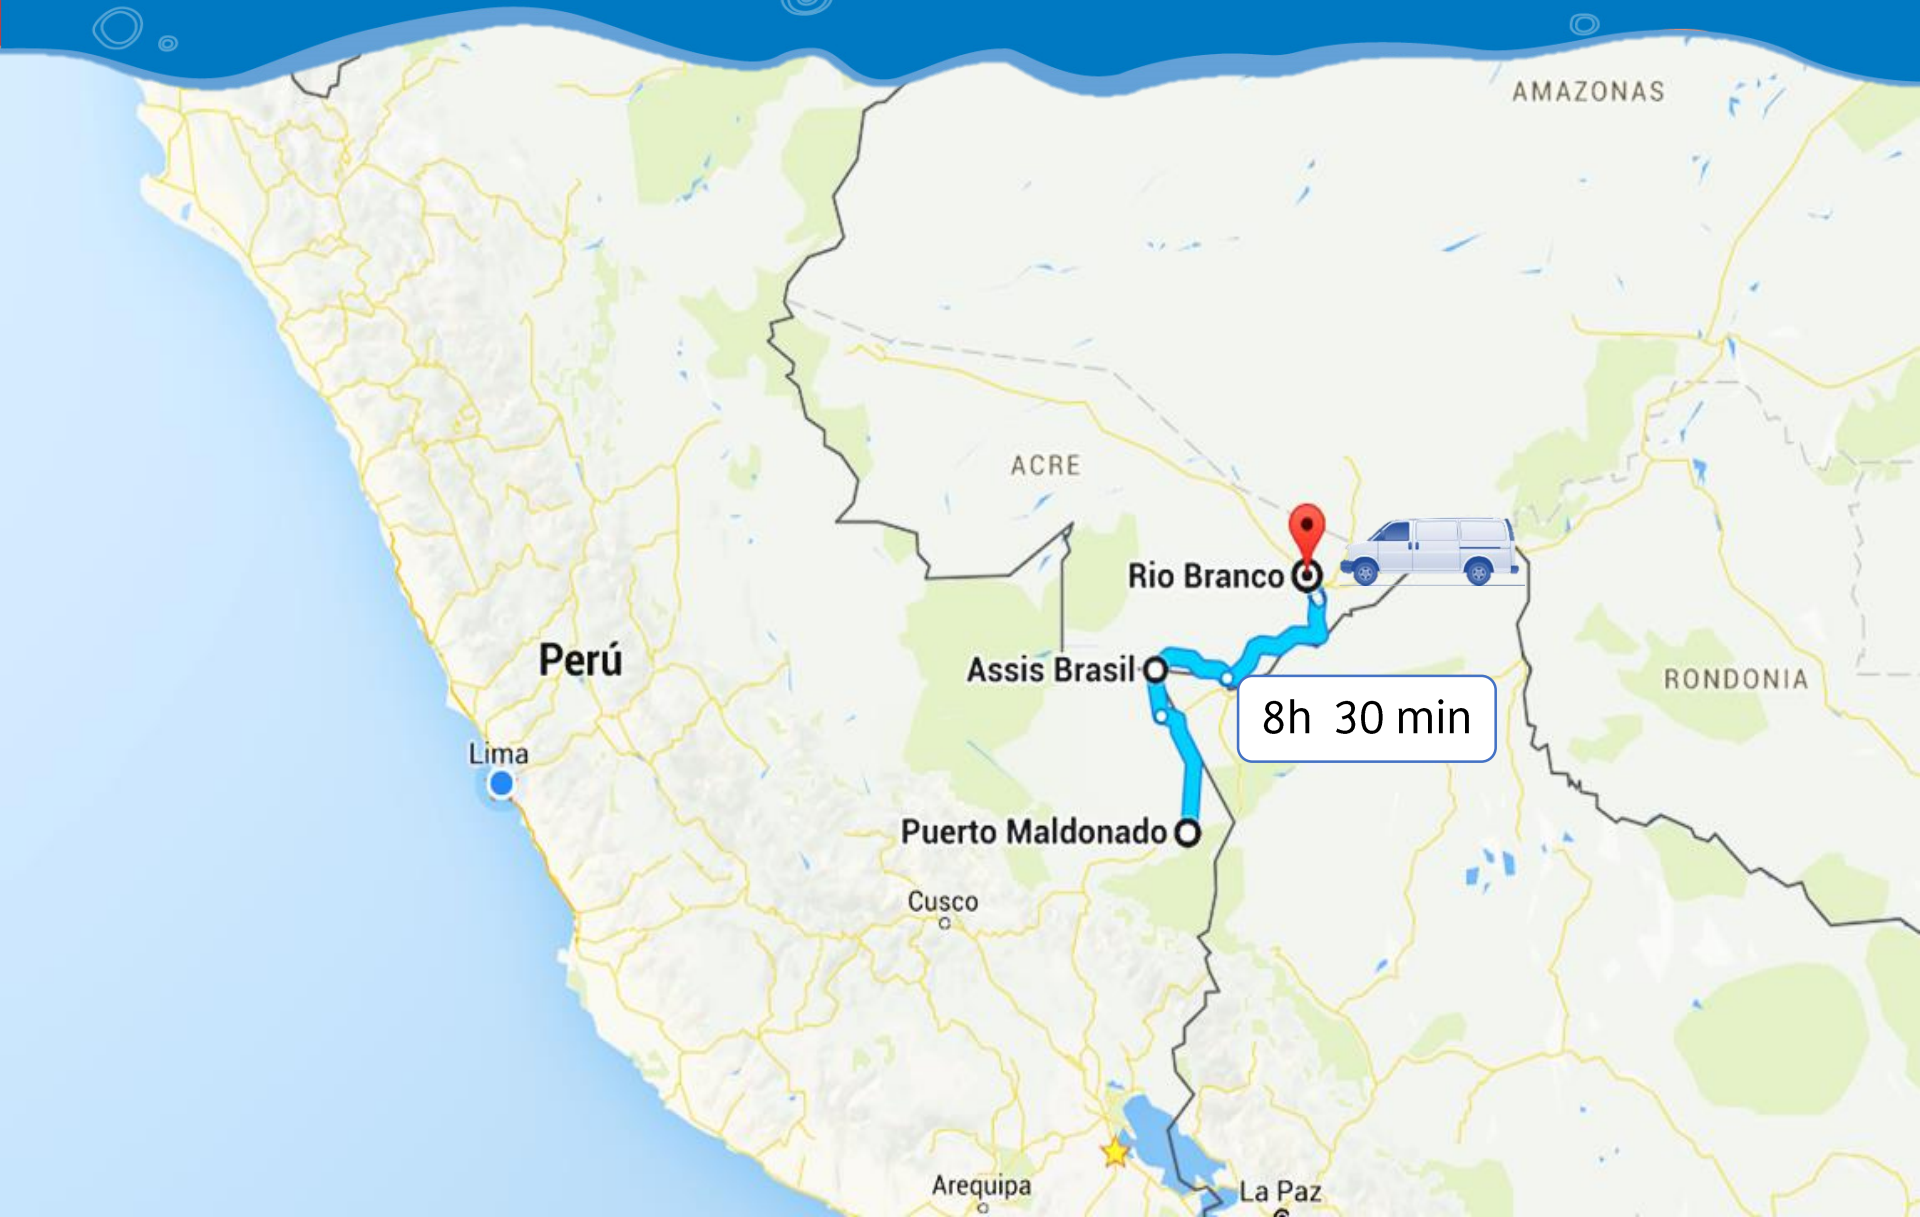 AMAZONAS
ACRE
Rio Branco
Assis Brasil
Perú
RONDONIA
8h 30 min
Lima
Puerto Maldonado
Cusco
Arequipa
La Paz